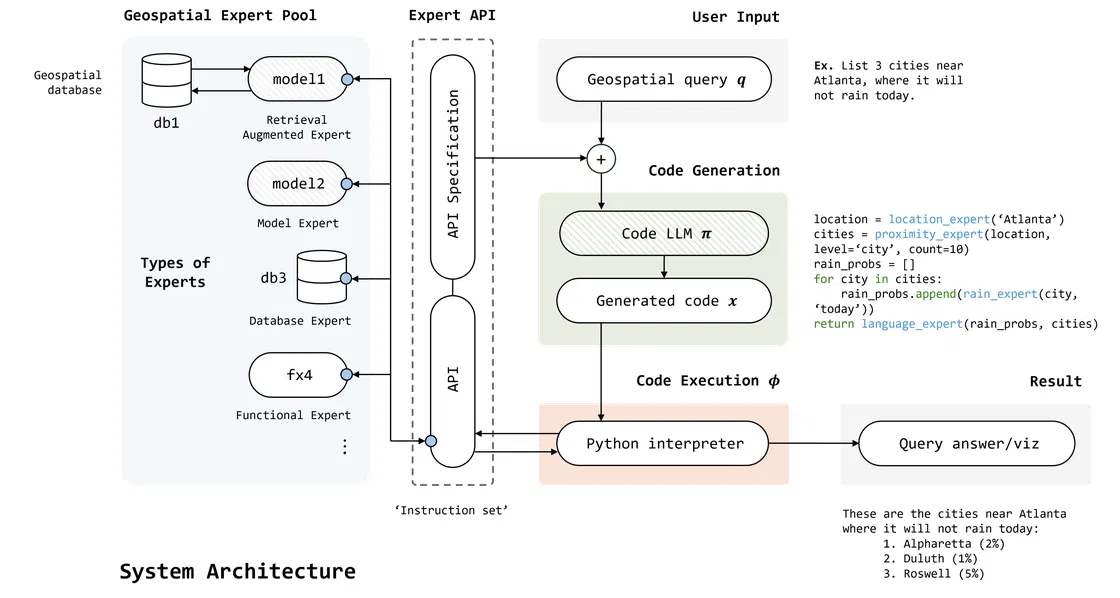 Geospatial Expert Pool
Expert API
User Input
Geospatial
database
db1
model1
Retrieval
Augmented Expert
model2
Model Expert
Types of
Experts
db3
Database Expert
fx4
Functional Expert
⋮
API Specification
API
‘Instruction set’
Geospatial query q
Ex. List 3 cities near
Atlanta, where it will
not rain today.
+
Code Generation
Code LLM π
Generated code x
location = location_expert(‘Atlanta’)
cities = proximity_expert(location,
level=‘city’, count=10)
rain_probs = []
for city in cities:
    rain_probs.append(rain_expert(city,
‘today’))
return language_expert(rain_probs, cities)
Code Execution ϕ
Python interpreter
Result
Query answer/viz
These are the cities near Atlanta
where it will not rain today:
1. Alpharetta (2%)
2. Duluth (1%)
3. Roswell (5%)
System Architecture